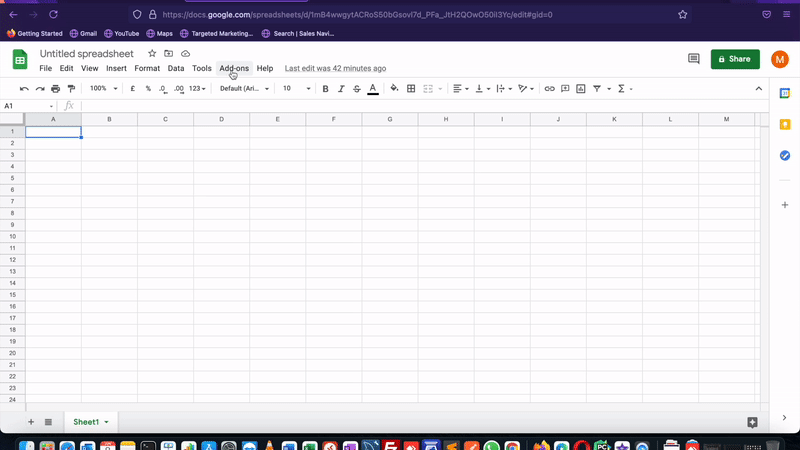 https://docs.google.com/spreadsheets/d/1mB4wwgytACRoS50bGsovl7d_PFa_JtH2QOwO50iI3Yc/edit#gid=0
Getting Started Gmail YouTube Maps Targeted Marketing... Search | Sales Navi...
Untitled spreadsheet
File Edit View Insert Format Data Tools Add-ons Help Last edit was 42 minutes ago
Share
M
100% £ % .0 .00 123 Default (Ari... 10 B I S A Σ
A1 fx
A B C D E F G H I J K L M
1
2
3
4
5
6
7
8
9
10
11
12
13
14
15
16
17
18
19
20
21
22
23
24
Sheet1